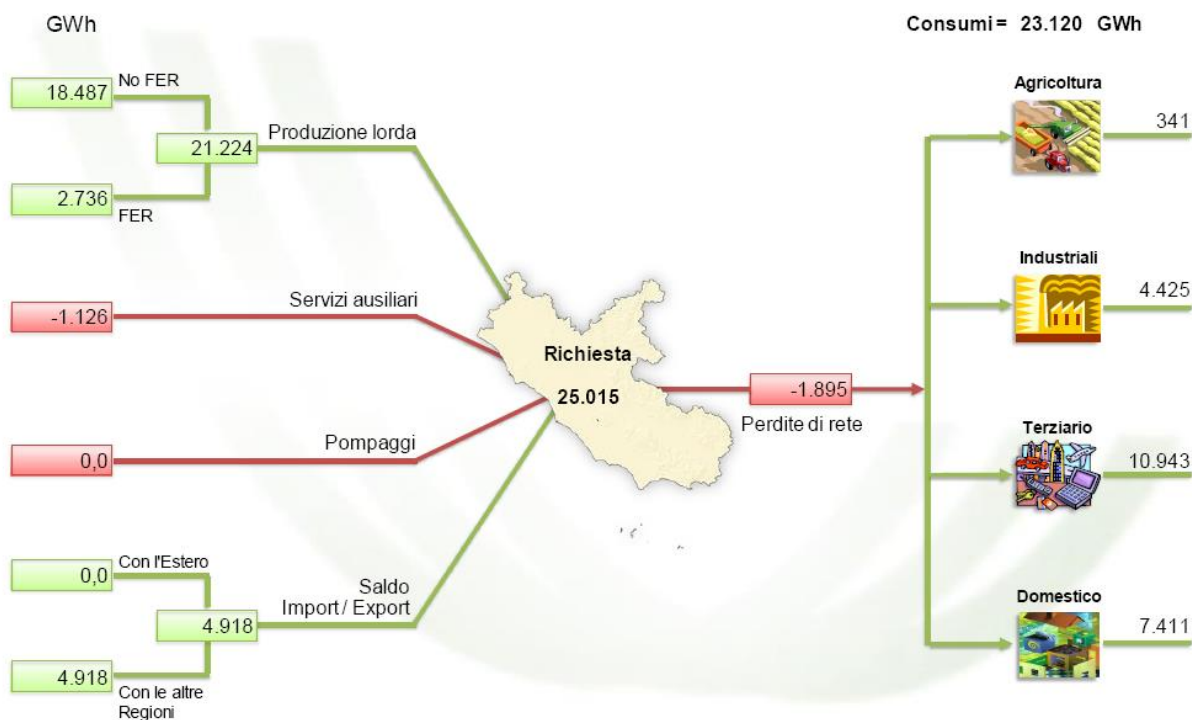 GWh
Consumi = 23.120 GWh
No FER
18.487
Produzione lorda
21.224
2.736
FER
Servizi ausiliari
-1.126
Pompaggi
0,0
Con l'Estero
0,0
Saldo
Import / Export
4.918
4.918
Con le altre
Regioni
Richiesta
25.015
-1.895
Perdite di rete
Agricoltura
341
Industriali
4.425
Terziario
10.943
Domestico
7.411